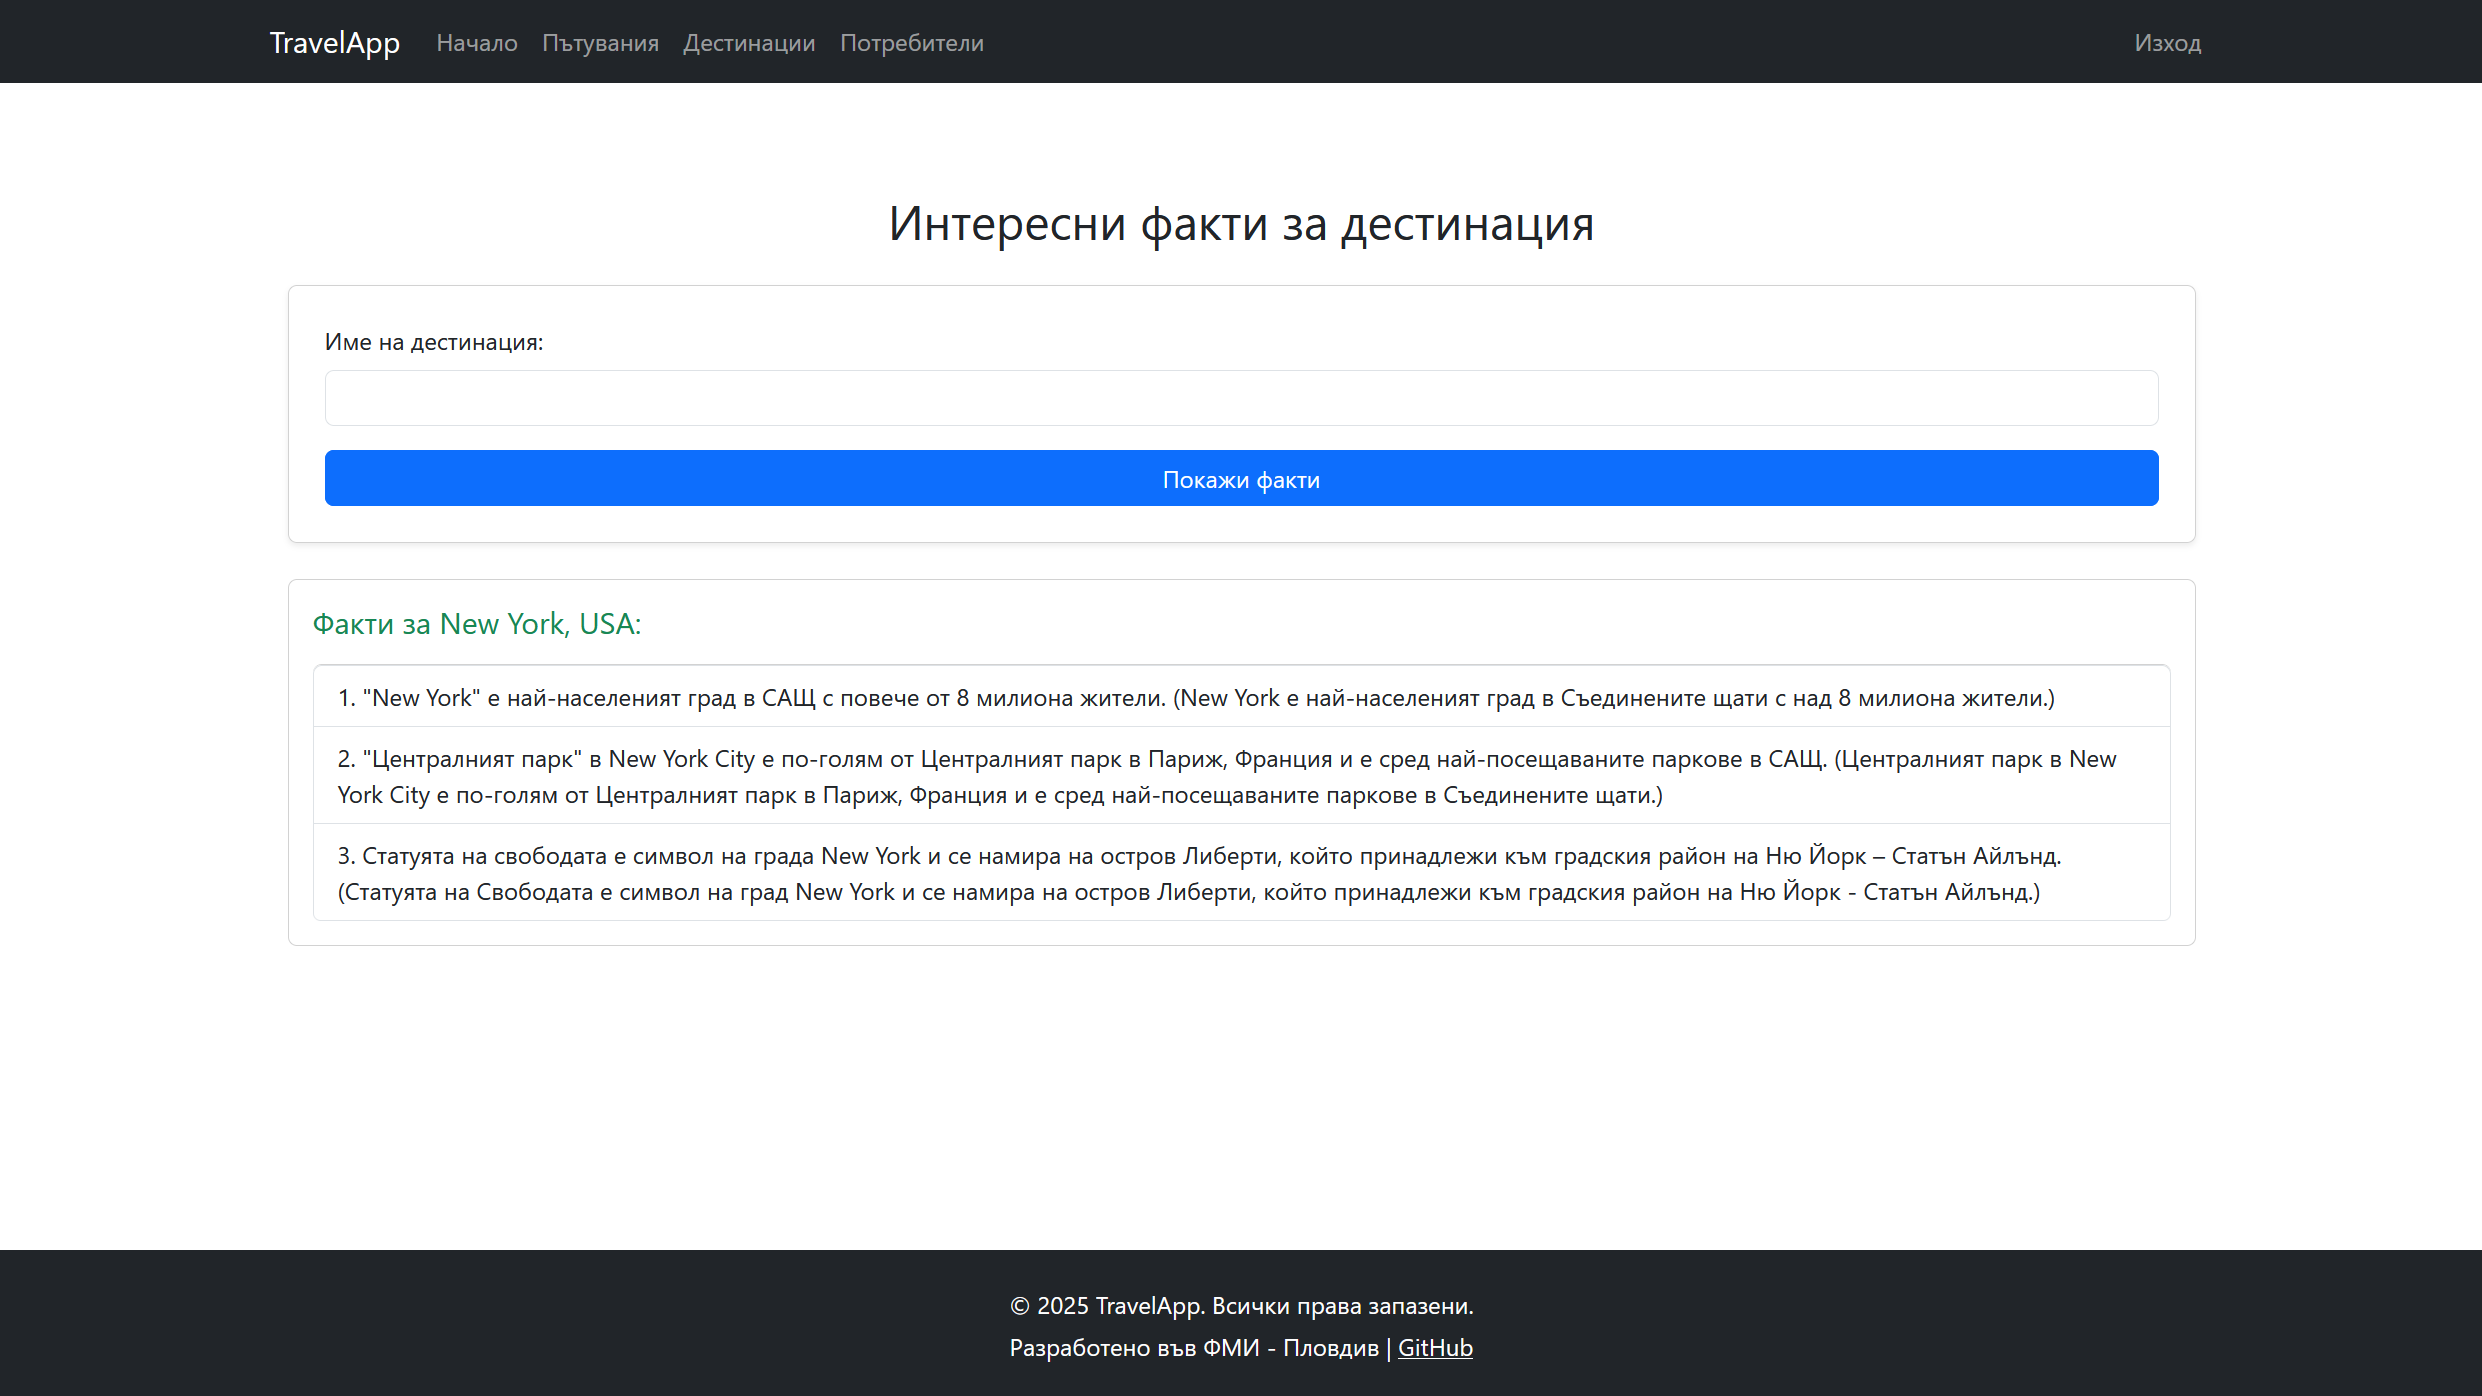 TravelApp Начало Пътувания Дестинации Потребители Изход
Интересни факти за дестинация
Име на дестинация:
Покажи факти
Факти за New York, USA:
1. "New York" е най-населеният град в САЩ с повече от 8 милиона жители. (New York е най-населеният град в Съединените щати с над 8 милиона жители.)
2. "Централният парк" в New York City е по-голям от Централният парк в Париж, Франция и е сред най-посещаваните паркове в САЩ. (Централният парк в New
York City е по-голям от Централният парк в Париж, Франция и е сред най-посещаваните паркове в Съединените щати.)
3. Статуята на свободата е символ на града New York и се намира на остров Либерти, който принадлежи към градския район на Ню Йорк – Статън Айлънд.
(Статуята на Свободата е символ на град New York и се намира на остров Либерти, който принадлежи към градския район на Ню Йорк - Статън Айлънд.)
© 2025 TravelApp. Всички права запазени.
Разработено във ФМИ - Пловдив | GitHub